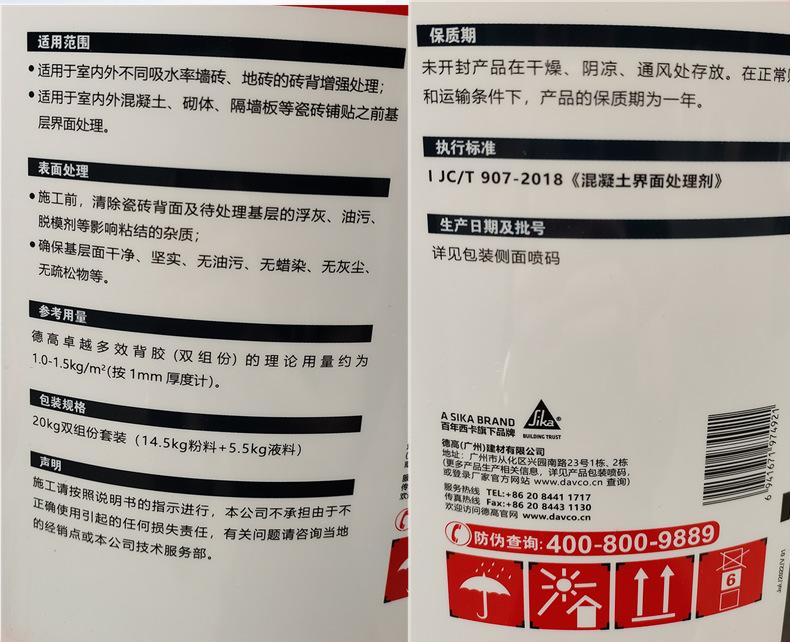 适用范围
•适用于室内外不同吸水率墙砖、地砖的砖背增强处理；
•适用于室内外混凝土、砌体、隔墙板等瓷砖铺贴之前基
层界面处理。
表面处理
•施工前，清除瓷砖背面及待处理基层的浮灰、油污、
脱模剂等影响粘结的杂质；
•确保基层面干净、坚实、无油污、无蜡染、无灰尘、
无疏松物等。
参考用量
德高卓越多效背胶（双组份）的理论用量约为
1.0-1.5kg/m²(按1mm厚度计)。
包装规格
20kg双组份套装（14.5kg粉料+5.5kg液料）
声明
施工请按照说明书的指示进行，本公司不承担由于不
正确使用引起的任何损失责任，有关问题请咨询当地
的经销点或本公司技术服务部。
保质期
未开封产品在干燥、阴凉、通风处存放。在正常
和运输条件下，产品的保质期为一年。
执行标准
I JC/T 907-2018《混凝土界面处理剂》
生产日期及批号
详见包装侧面喷码
A SIKA BRAND
百年西卡旗下品牌
Sika®
BUILDING TRUST
德高(广州)建材有限公司
地址：广州市从化区兴园南路23号1栋、2栋
(更多产品生产相关信息，详见产品包装喷码，
或登录厂家官方网站 www.davco.cn 查询)
服务热线 TEL:+86 20 8441 1717
传真热线 Fax:+86 20 8443 1130
欢迎访问德高官网 www.davco.cn
防伪查询: 400-800-9889
6
6 941671 974921